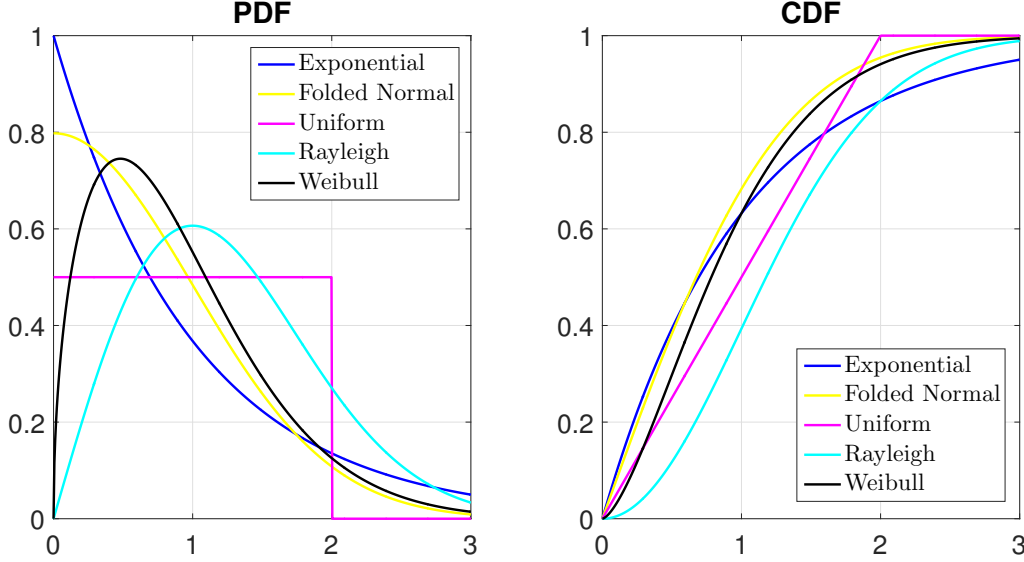 PDF
1
0.8
0.6
0.4
0.2
0
0 1 2 3
Exponential
Folded Normal
Uniform
Rayleigh
Weibull
CDF
1
0.8
0.6
0.4
0.2
0
0 1 2 3
Exponential
Folded Normal
Uniform
Rayleigh
Weibull